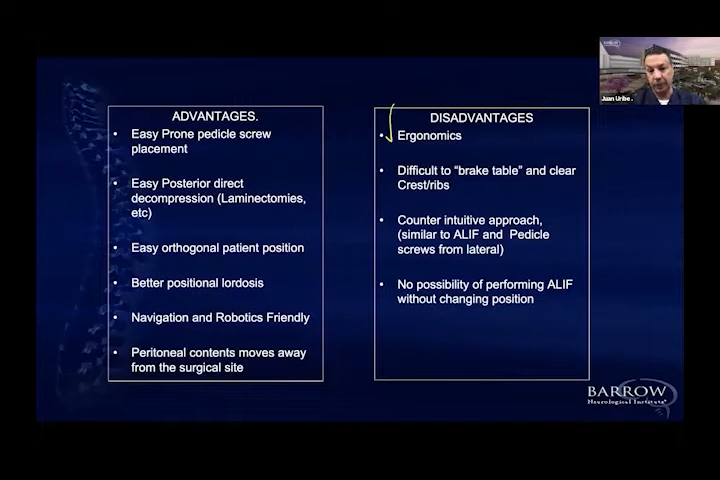 BARROW
Juan Uribe .
ADVANTAGES.
• Easy Prone pedicle screw
placement
• Easy Posterior direct
decompression (Laminectomies,
etc)
• Easy orthogonal patient position
• Better positional lordosis
• Navigation and Robotics Friendly
• Peritoneal contents moves away
from the surgical site
DISADVANTAGES
• Ergonomics
• Difficult to “brake table” and clear
Crest/ribs
• Counter intuitive approach,
(similar to ALIF and Pedicle
screws from lateral)
• No possibility of performing ALIF
without changing position
BARROW
Neurological Institute®